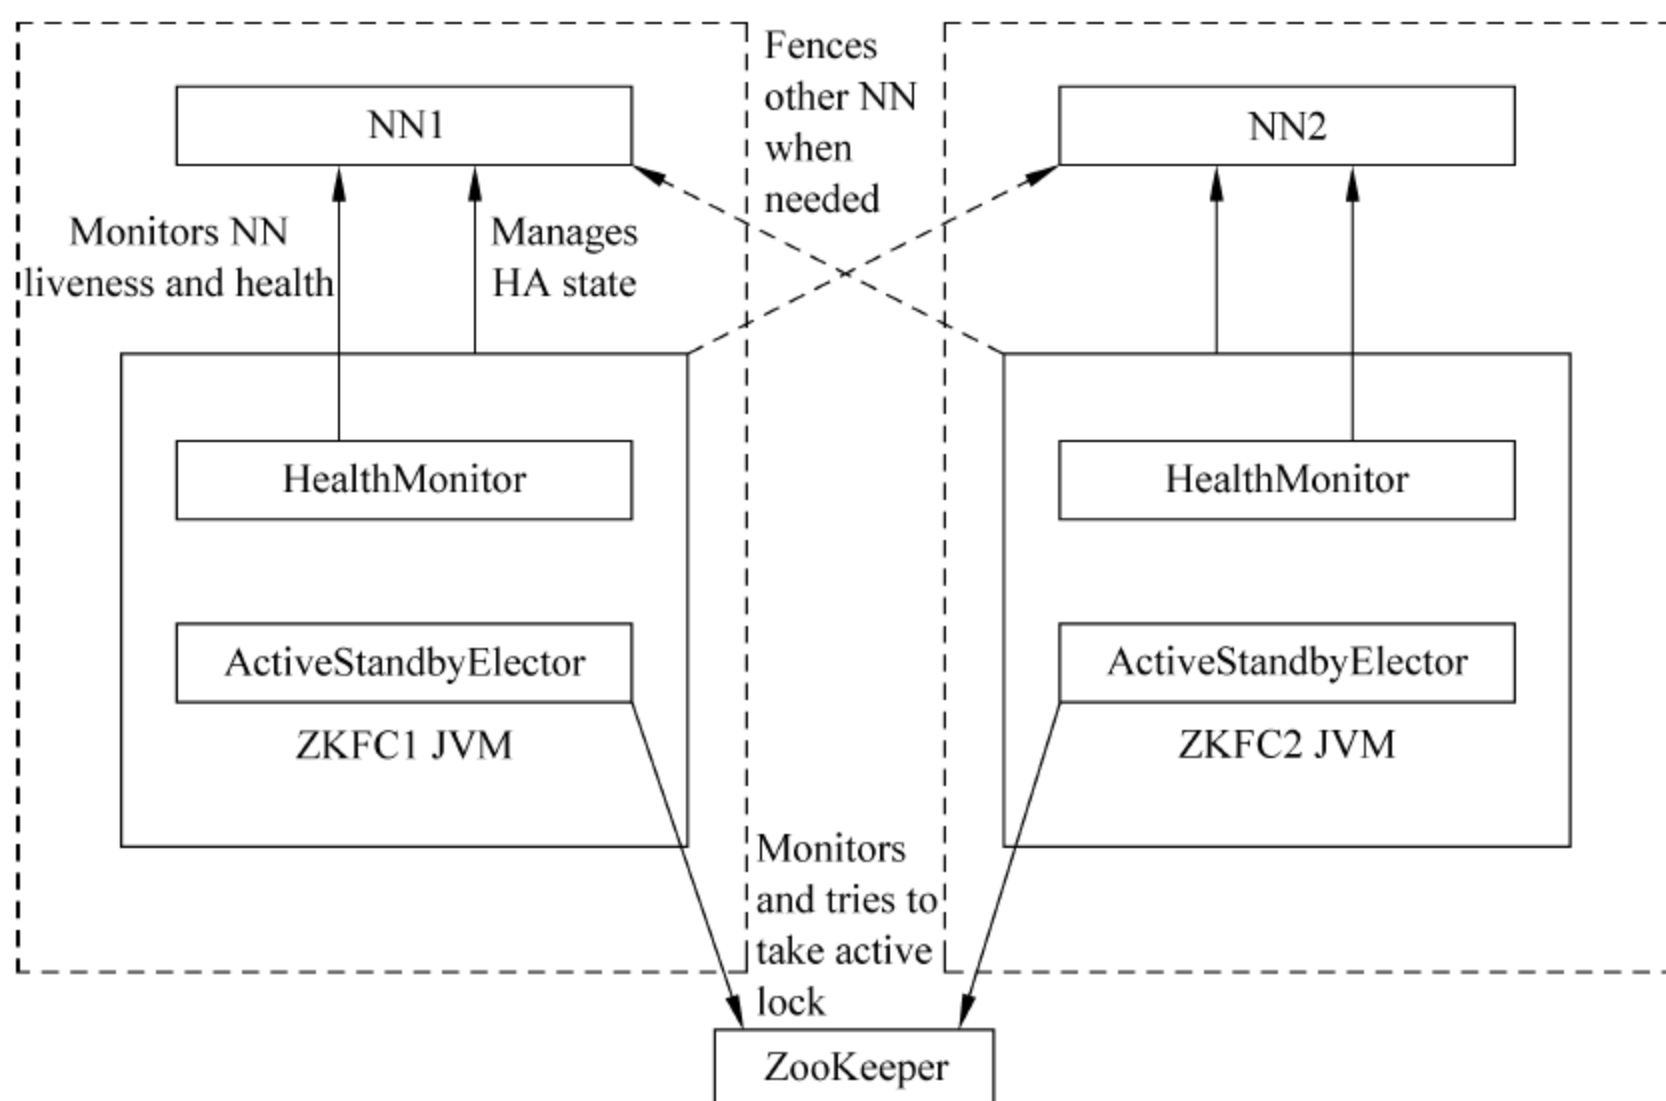 Fences
other NN
when
needed
NN1
NN2
Monitors NN
liveness and health
Manages
HA state
HealthMonitor
HealthMonitor
ActiveStandbyElector
ActiveStandbyElector
ZKFC1 JVM
ZKFC2 JVM
Monitors
and tries to
take active
lock
ZooKeeper